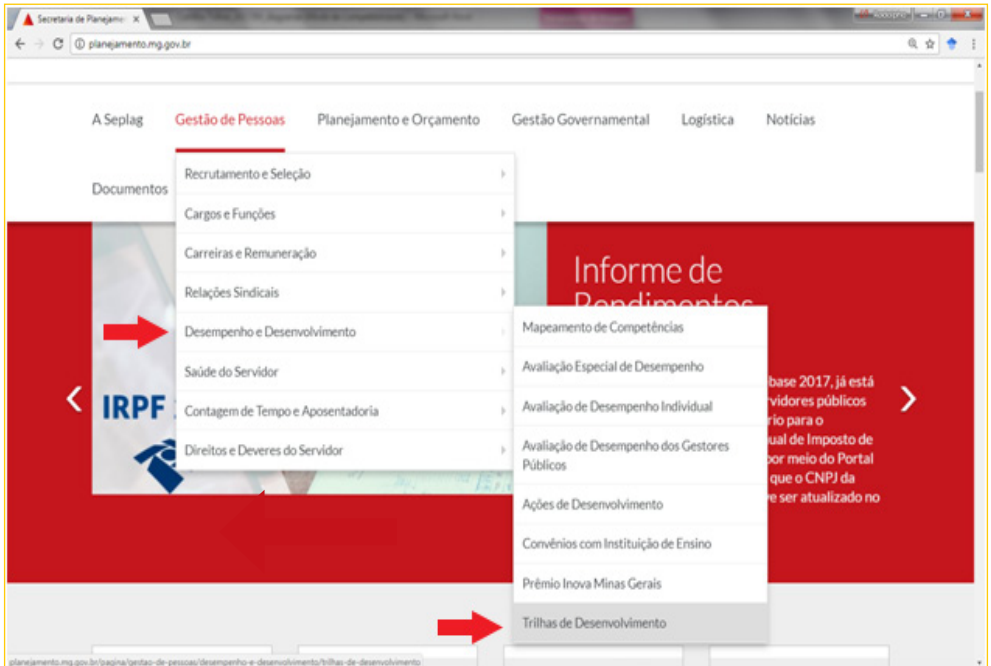 Secretaria de Planejame
Rodolpho
planejamento.mg.gov.br
A Seplag
Gestão de Pessoas
Planejamento e Orçamento
Gestão Governamental
Logística
Notícias
Documentos
Recrutamento e Seleção
Cargos e Funções
Carreiras e Remuneração
Relações Sindicais
Desempenho e Desenvolvimento
Saúde do Servidor
Contagem de Tempo e Aposentadoria
Direitos e Deveres do Servidor
Mapeamento de Competências
Avaliação Especial de Desempenho
Avaliação de Desempenho Individual
Avaliação de Desempenho dos Gestores
Públicos
Ações de Desenvolvimento
Convênios com Instituição de Ensino
Prêmio Inova Minas Gerais
Trilhas de Desenvolvimento
IRPF
Informe de
Rendimentos
base 2017, já está
rvidores públicos
rio para o
ual de Imposto de
por meio do Portal
que o CNPJ da
ve ser atualizado no
planejamento.mg.gov.br/pagina/gestao-de-pessoas/desempenho-e-desenvolvimento/trilhas-de-desenvolvimento